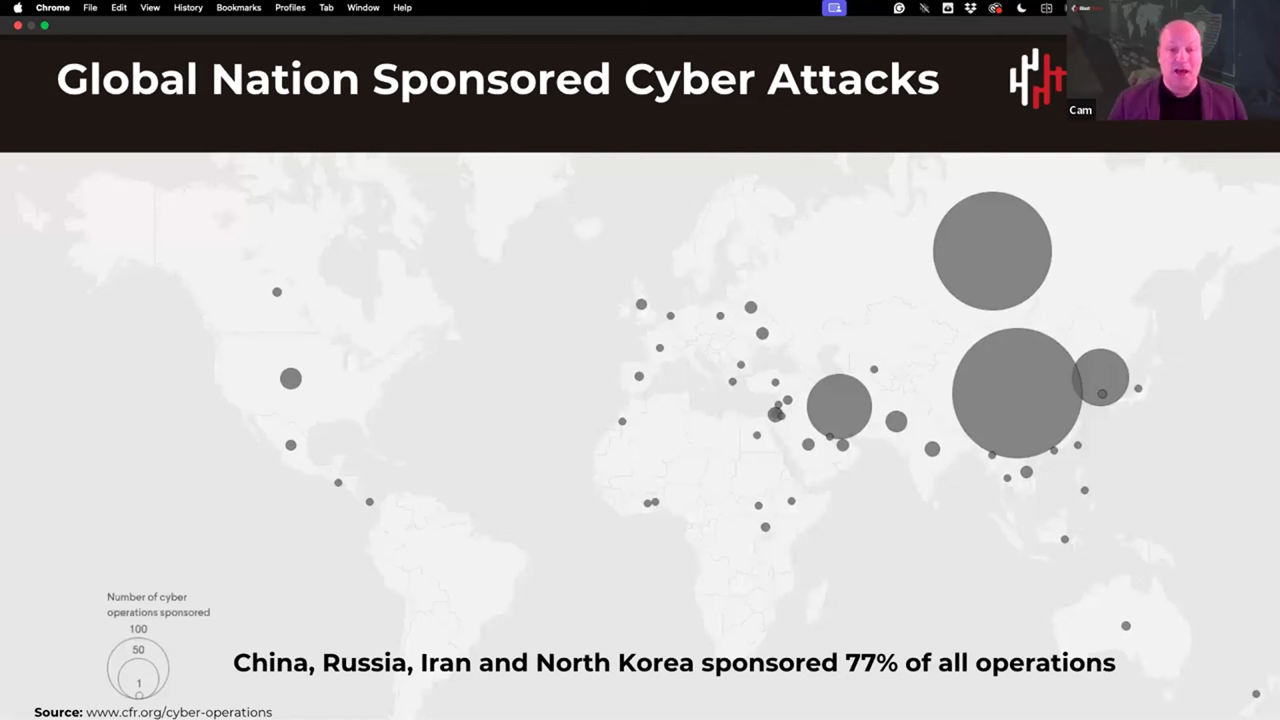 Chrome File Edit View History Bookmarks Profiles Tab Window Help
Global Nation Sponsored Cyber Attacks
Cam
Number of cyber
operations sponsored
100
50
1
China, Russia, Iran and North Korea sponsored 77% of all operations
Source: www.cfr.org/cyber-operations